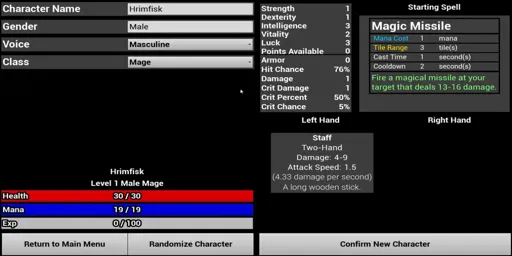 Character Name Hrimfisk
Gender Male
Voice Masculine
Class Mage
Strength 1
Dexterity 1
Intelligence 3
Vitality 2
Luck 3
Points Available 0
Armor 0
Hit Chance 76%
Damage 1
Crit Damage 1
Crit Percent 50%
Crit Chance 5%
Starting Spell
Magic Missile
Mana Cost 1 mana
Tile Range 3 tile(s)
Cast Time 1 second(s)
Cooldown 2 second(s)
Fire a magical missile at your
target that deals 13-16 damage.
Left Hand
Right Hand
Staff
Two-Hand
Damage: 4-9
Attack Speed: 1.5
(4.33 damage per second)
A long wooden stick.
Hrimfisk
Level 1 Male Mage
Health 30 / 30
Mana 19 / 19
Exp 0 / 100
Return to Main Menu
Randomize Character
Confirm New Character